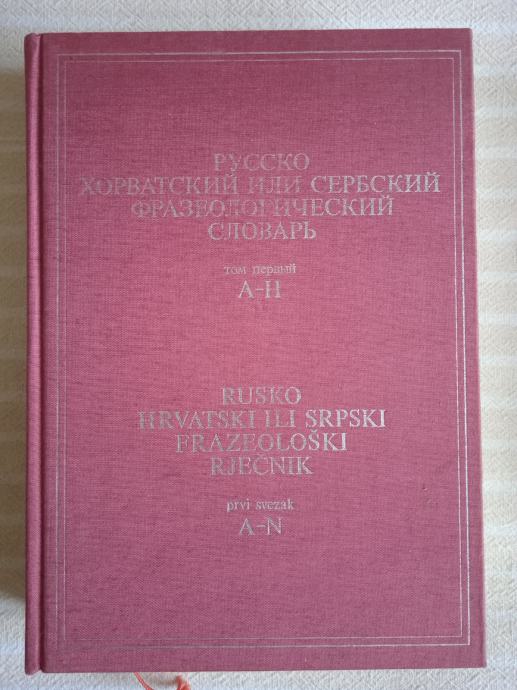 РУССКО
ХОРВАТСКИЙ ИЛИ СЕРБСКИЙ
ФРАЗЕОЛОГИЧЕСКИЙ
СЛОВАРЬ
том первый
А-Н
RUSKO
HRVATSKI ILI SRPSKI
FRAZEOLOŠKI
RJEČNIK
prvi svezak
A-N